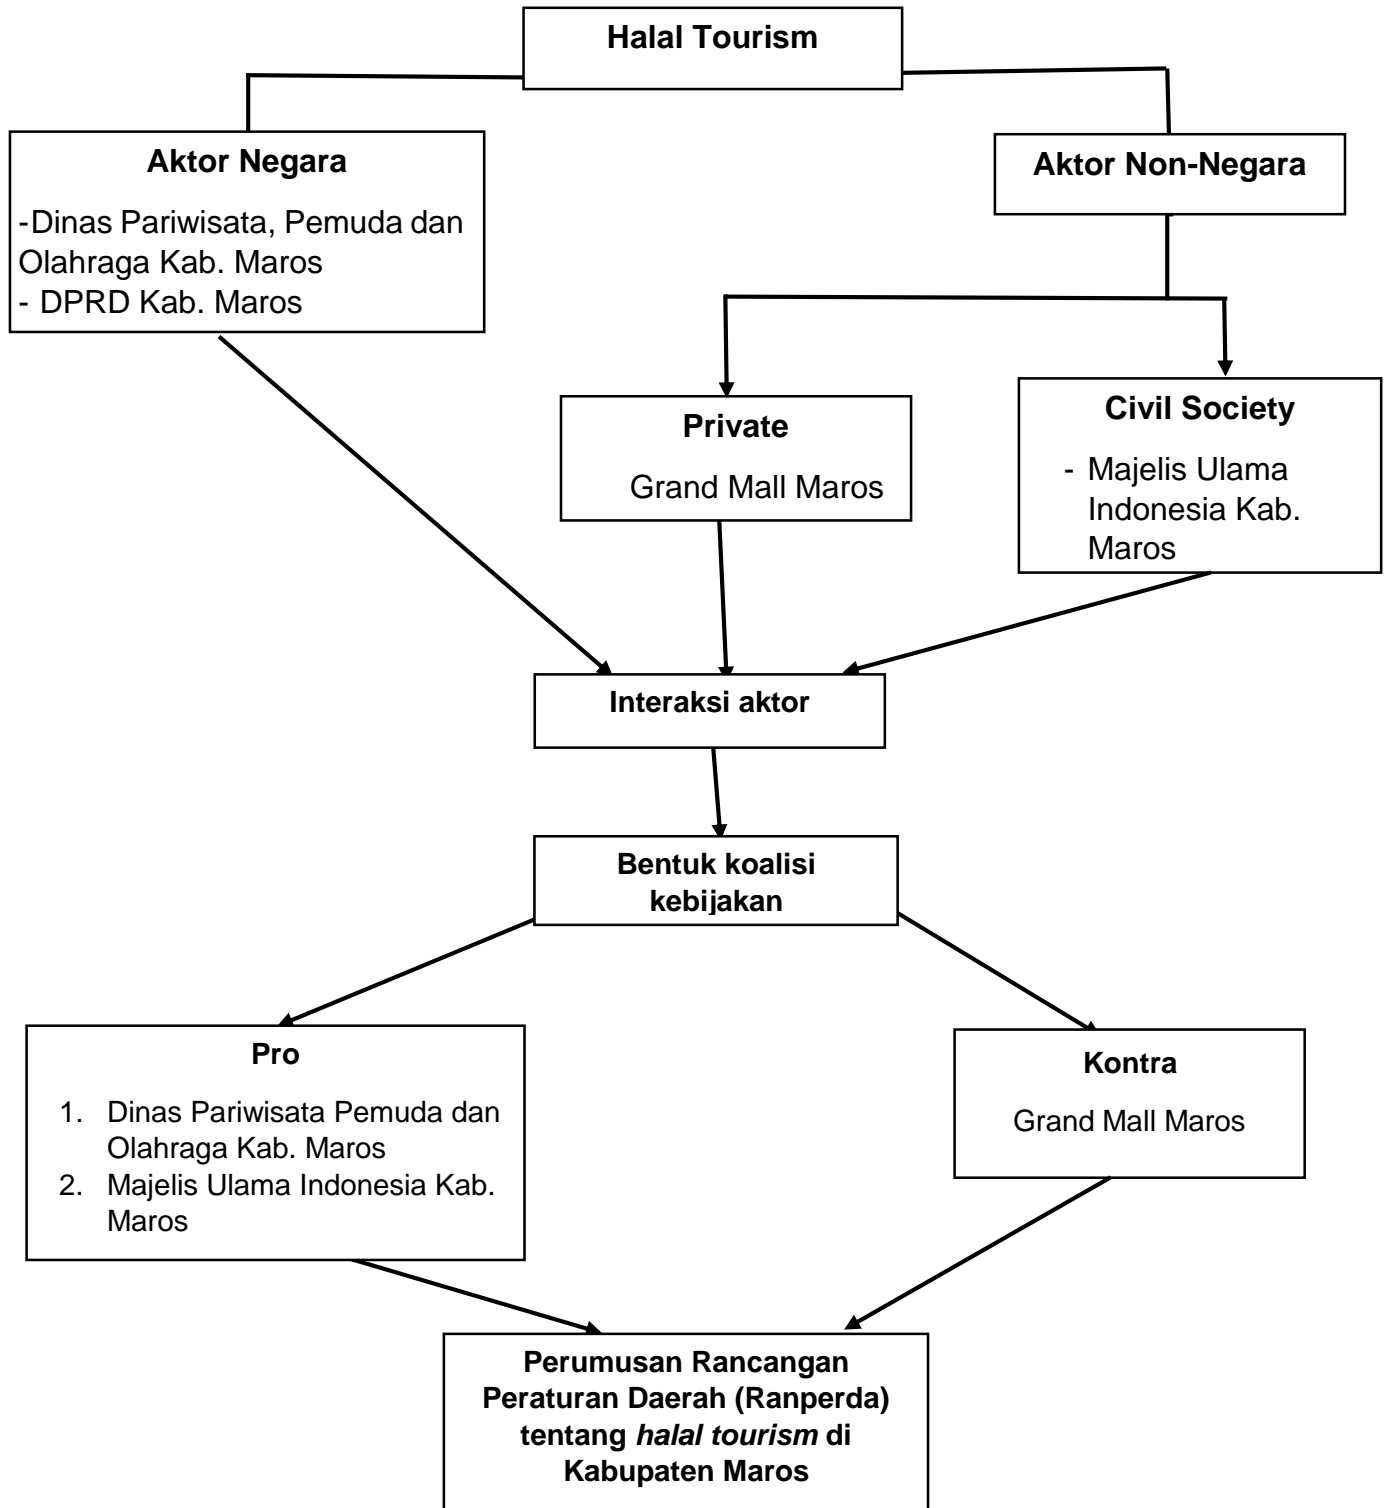 Halal Tourism
Aktor Negara
-Dinas Pariwisata, Pemuda dan
Olahraga Kab. Maros
- DPRD Kab. Maros
Aktor Non-Negara
Private
Grand Mall Maros
Civil Society
- Majelis Ulama
Indonesia Kab.
Maros
Interaksi aktor
Bentuk koalisi
kebijakan
Pro
1. Dinas Pariwisata Pemuda dan
Olahraga Kab. Maros
2. Majelis Ulama Indonesia Kab.
Maros
Kontra
Grand Mall Maros
Perumusan Rancangan
Peraturan Daerah (Ranperda)
tentang halal tourism di
Kabupaten Maros